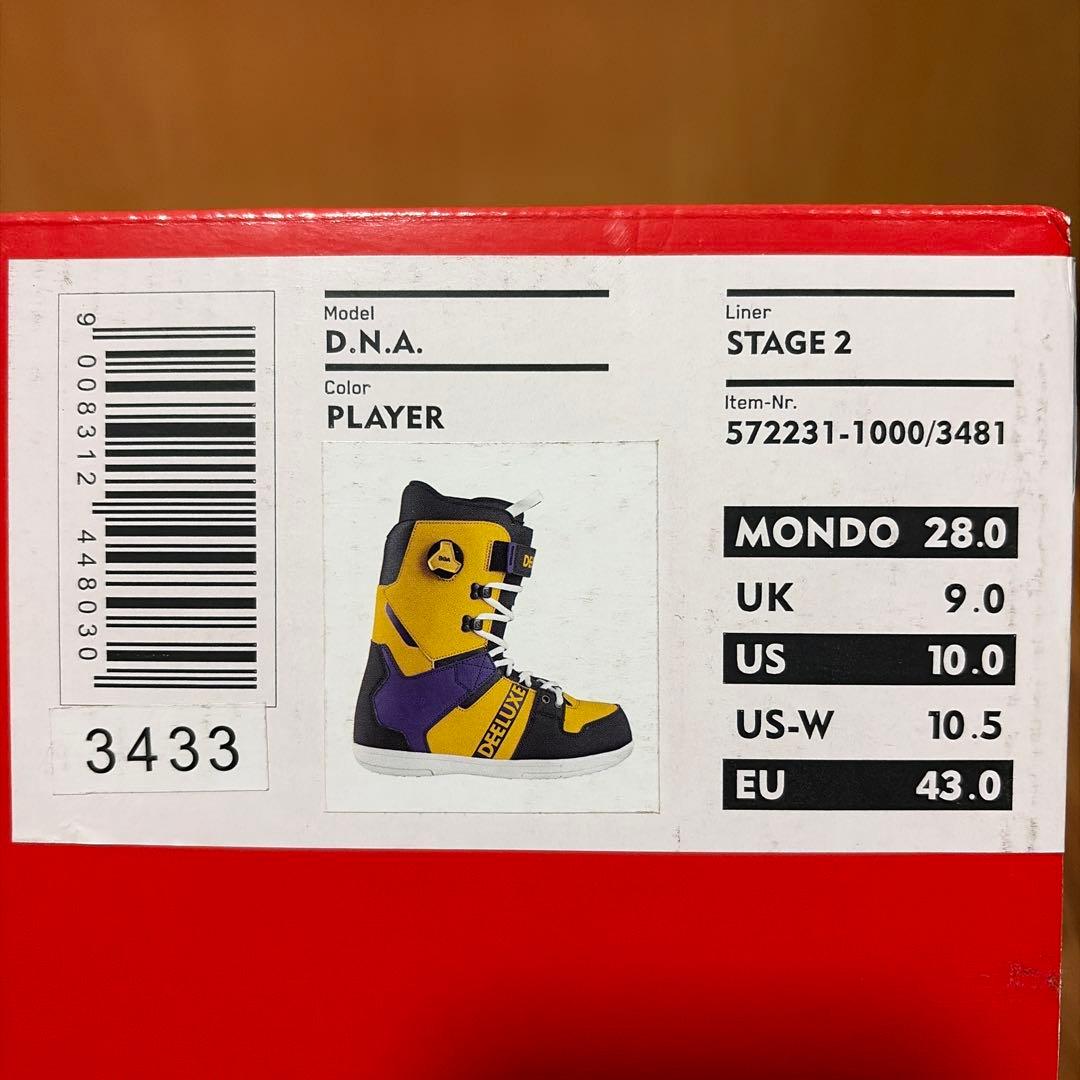 9 008312 448030
3433
Model
D.N.A.
Color
PLAYER
DEELUXE
Liner
STAGE 2
Item-Nr.
572231-1000/3481
MONDO 28.0
UK 9.0
US 10.0
US-W 10.5
EU 43.0